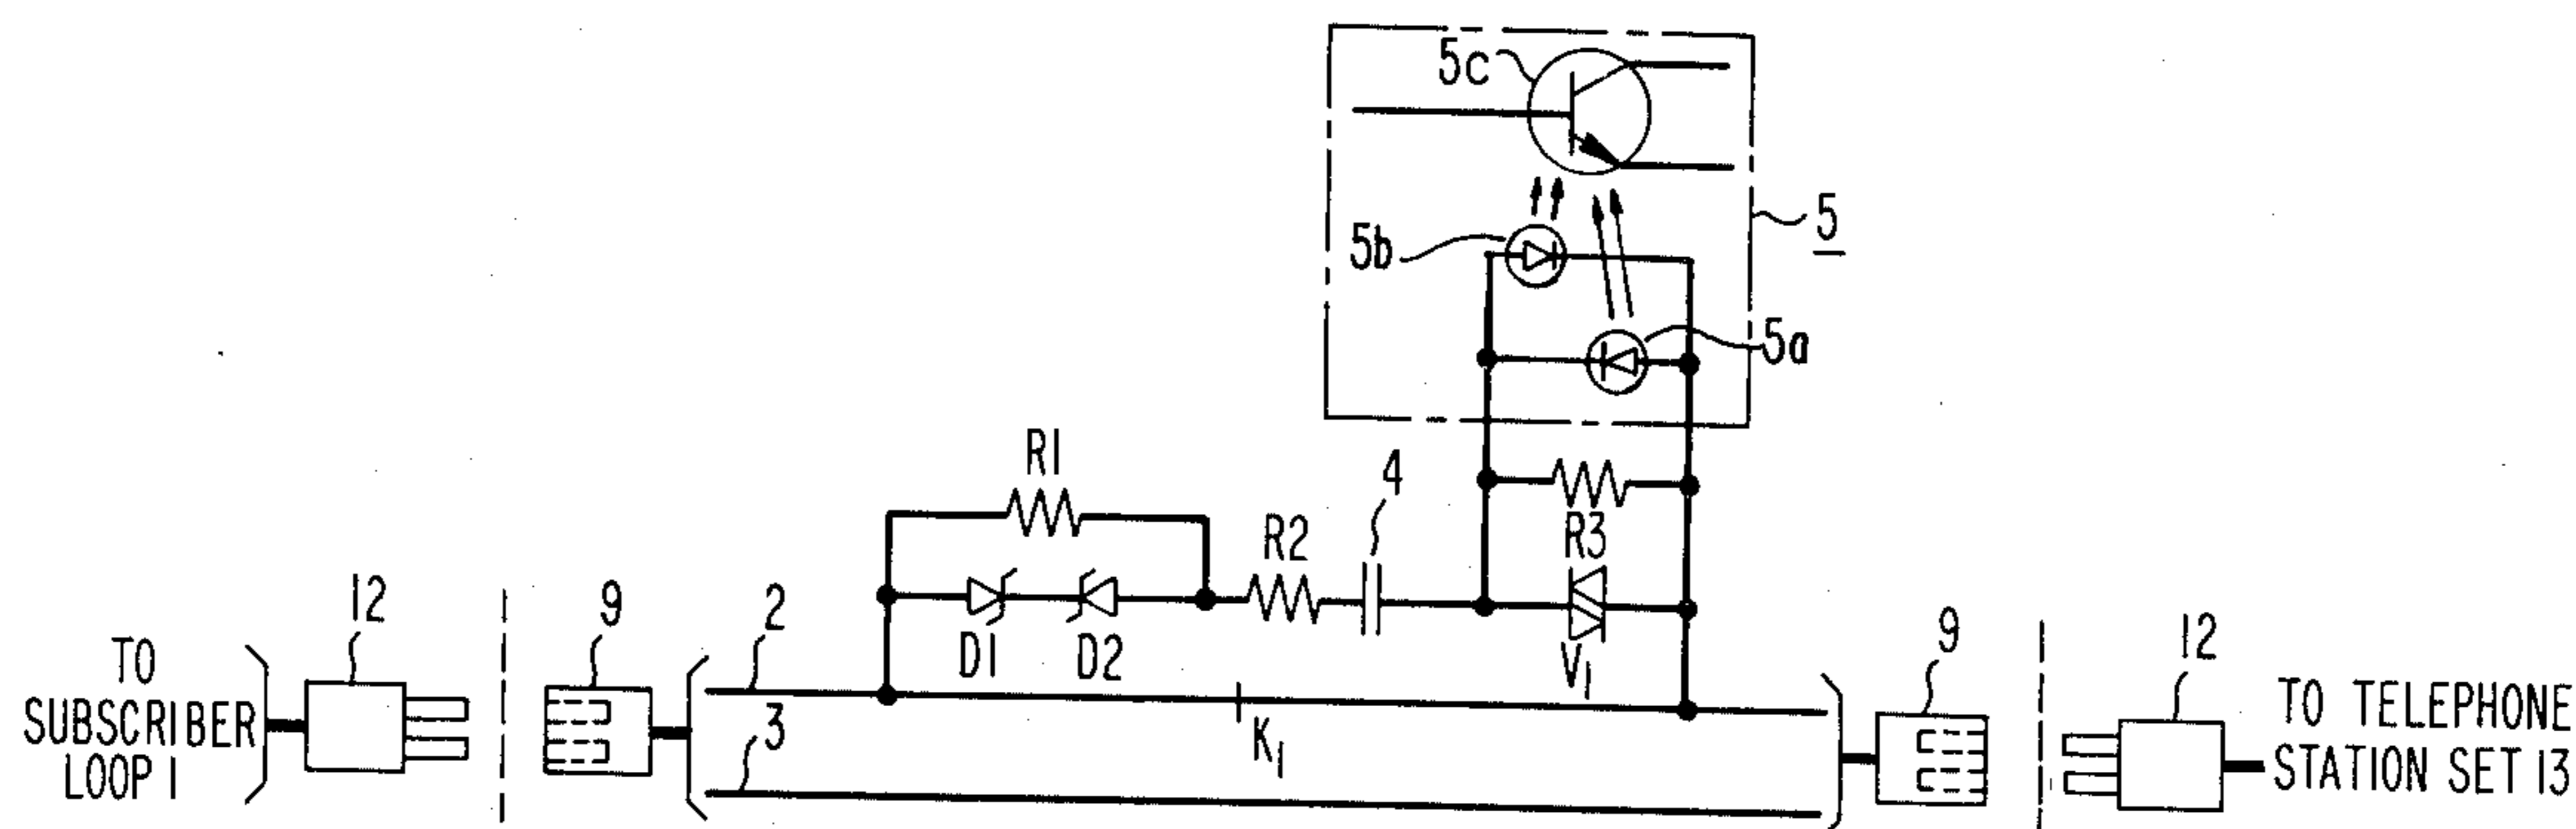 5c
5b
5
5a
R1
R2
4
R3
12
9
2
D1
D2
V1
9
12
TO
SUBSCRIBER
LOOP 1
3
K1
TO TELEPHONE
STATION SET 13